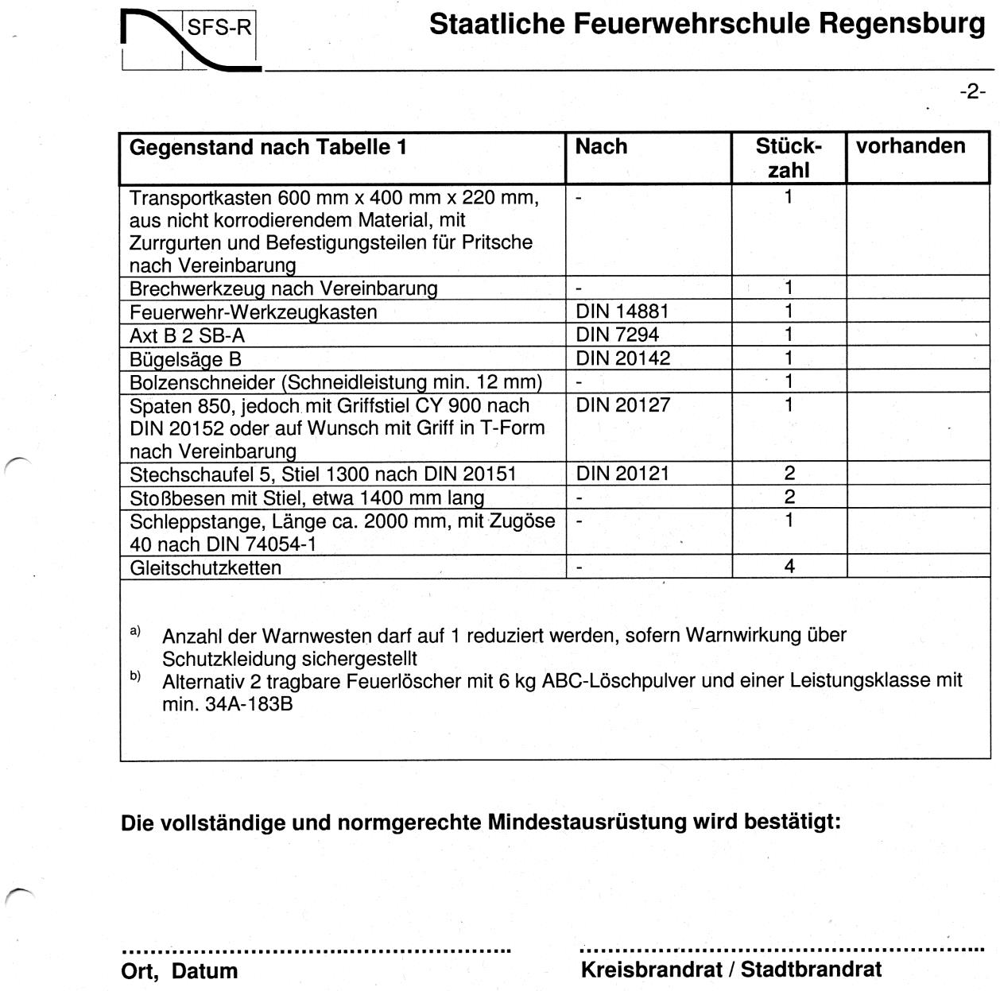 SFS-R
Staatliche Feuerwehrschule Regensburg
-2-
Gegenstand nach Tabelle 1 Nach Stück- vorhanden
zahl
Transportkasten 600 mm x 400 mm x 220 mm, - 1
aus nicht korrodierendem Material, mit
Zurrgurten und Befestigungsteilen für Pritsche
nach Vereinbarung
Brechwerkzeug nach Vereinbarung - 1
Feuerwehr-Werkzeugkasten DIN 14881 1
Axt B 2 SB-A DIN 7294 1
Bügelsäge B DIN 20142 1
Bolzenschneider (Schneidleistung min. 12 mm) - 1
Spaten 850, jedoch mit Griffstiel CY 900 nach DIN 20127 1
DIN 20152 oder auf Wunsch mit Griff in T-Form
nach Vereinbarung
Stechschaufel 5, Stiel 1300 nach DIN 20151 DIN 20121 2
Stoßbesen mit Stiel, etwa 1400 mm lang - 2
Schleppstange, Länge ca. 2000 mm, mit Zugöse - 1
40 nach DIN 74054-1
Gleitschutzketten - 4
a) Anzahl der Warnwesten darf auf 1 reduziert werden, sofern Warnwirkung über
Schutzkleidung sichergestellt
b) Alternativ 2 tragbare Feuerlöscher mit 6 kg ABC-Löschpulver und einer Leistungsklasse mit
min. 34A-183B
Die vollständige und normgerechte Mindestausrüstung wird bestätigt:
Ort, Datum
Kreisbrandrat / Stadtbrandrat